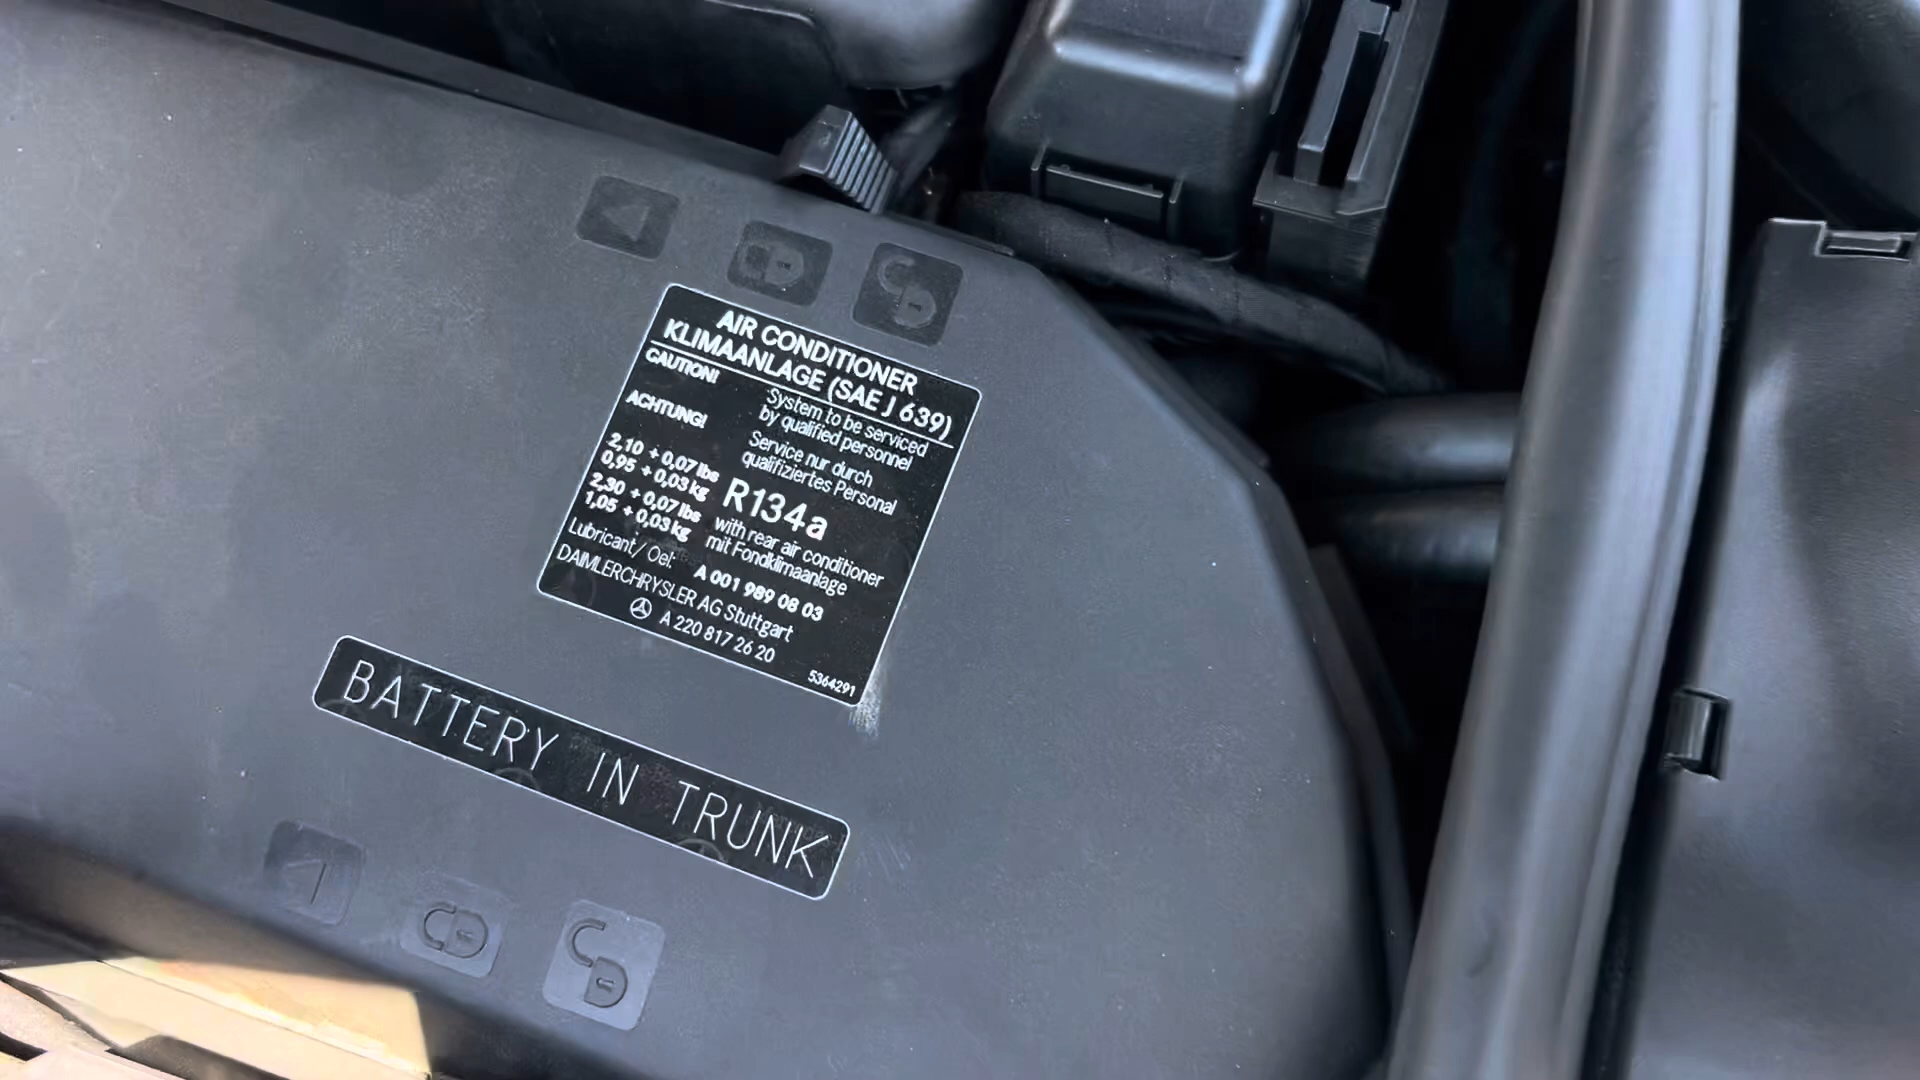 AIR CONDITIONER
KLIMAANLAGE (SAE J 639)
CAUTION! System to be serviced
by qualified personnel
ACHTUNG! Service nur durch
qualifiziertes Personal
2,10 + 0,07 lbs
0,95 + 0,03 kg R134a
2,30 + 0,07 lbs with rear air conditioner
1,05 + 0,03 kg mit Fondklimaanlage
Lubricant / Oel: A 001 989 08 03
DAIMLERCHRYSLER AG Stuttgart
A 220 817 26 20
5364291
BATTERY IN TRUNK